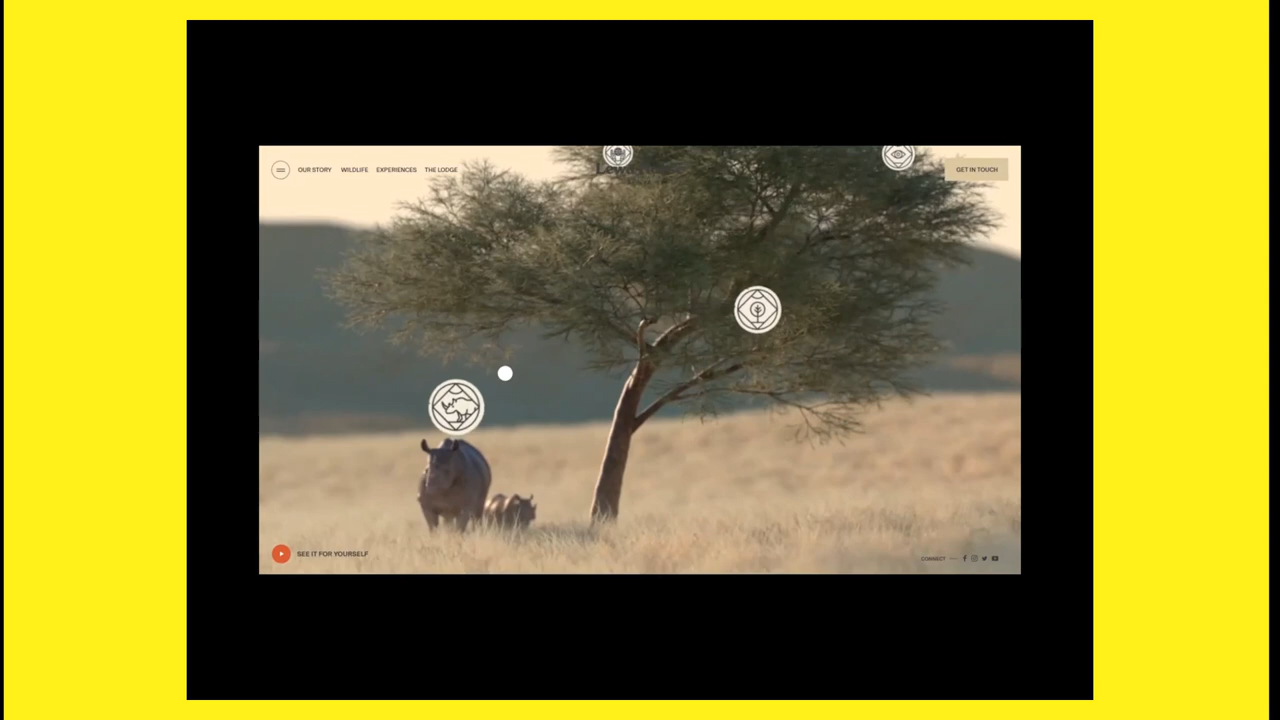 OUR STORY WILDLIFE EXPERIENCES THE LODGE
GET IN TOUCH
SEE IT FOR YOURSELF
CONNECT